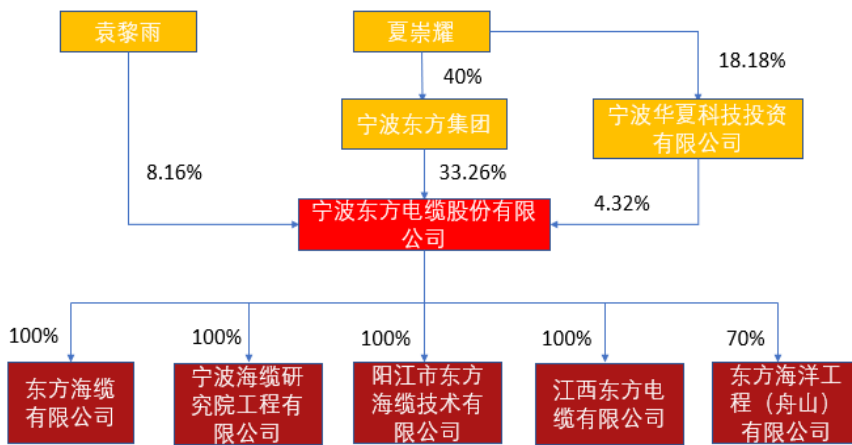 袁黎雨
夏崇耀
18.18%
40%
宁波东方集团
宁波华夏科技投资
有限公司
8.16%
33.26%
4.32%
宁波东方电缆股份有限
公司
100%
100%
100%
100%
70%
东方海缆
有限公司
宁波海缆研
究院工程有
限公司
阳江市东方
海缆技术有
限公司
江西东方电
缆有限公司
东方海洋工
程（舟山）
有限公司